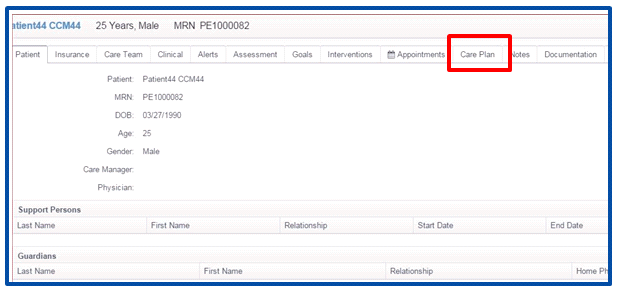 atient44 CCM44 25 Years, Male MRN PE1000082
Patient Insurance Care Team Clinical Alerts Assessment Goals Interventions Appointments Care Plan Notes Documentation
Patient: Patient44 CCM44
MRN: PE1000082
DOB: 03/27/1990
Age: 25
Gender: Male
Care Manager:
Physician:
Support Persons
Last Name First Name Relationship Start Date End Date
Guardians
Last Name First Name Relationship Home Ph